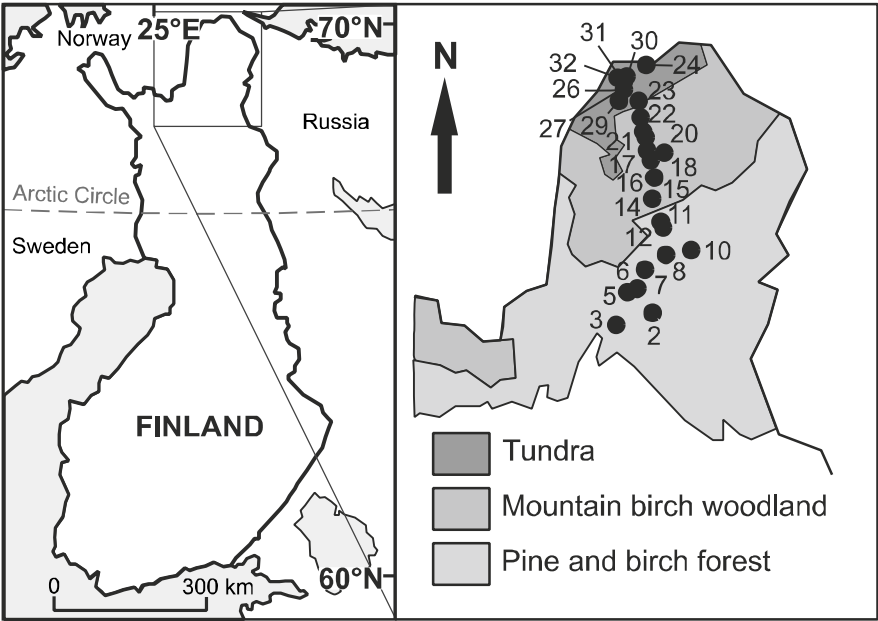 Norway
25°E
70°N
Russia
Arctic Circle
Sweden
FINLAND
0
300 km
60°N
N
31
30
32
24
26
23
27
29
22
21
20
17
18
16
15
14
11
12
10
6
8
5
7
3
2
Tundra
Mountain birch woodland
Pine and birch forest